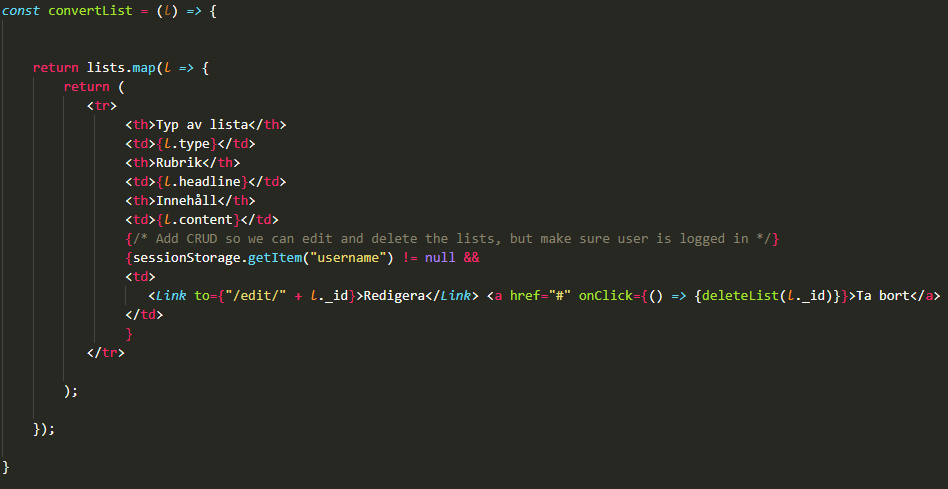 const convertList = (l) => {
return lists.map(l => {
return (
<tr>
<th>Typ av lista</th>
<td>{l.type}</td>
<th>Rubrik</th>
<td>{l.headline}</td>
<th>Innehåll</th>
<td>{l.content}</td>
{/* Add CRUD so we can edit and delete the lists, but make sure user is logged in */}
{sessionStorage.getItem("username") != null &&
<td>
<Link to={"/edit/" + l._id}>Redigera</Link> <a href="#" onClick={() => {deleteList(l._id)}}>Ta bort</a>
</td>
}
</tr>
);
});
}